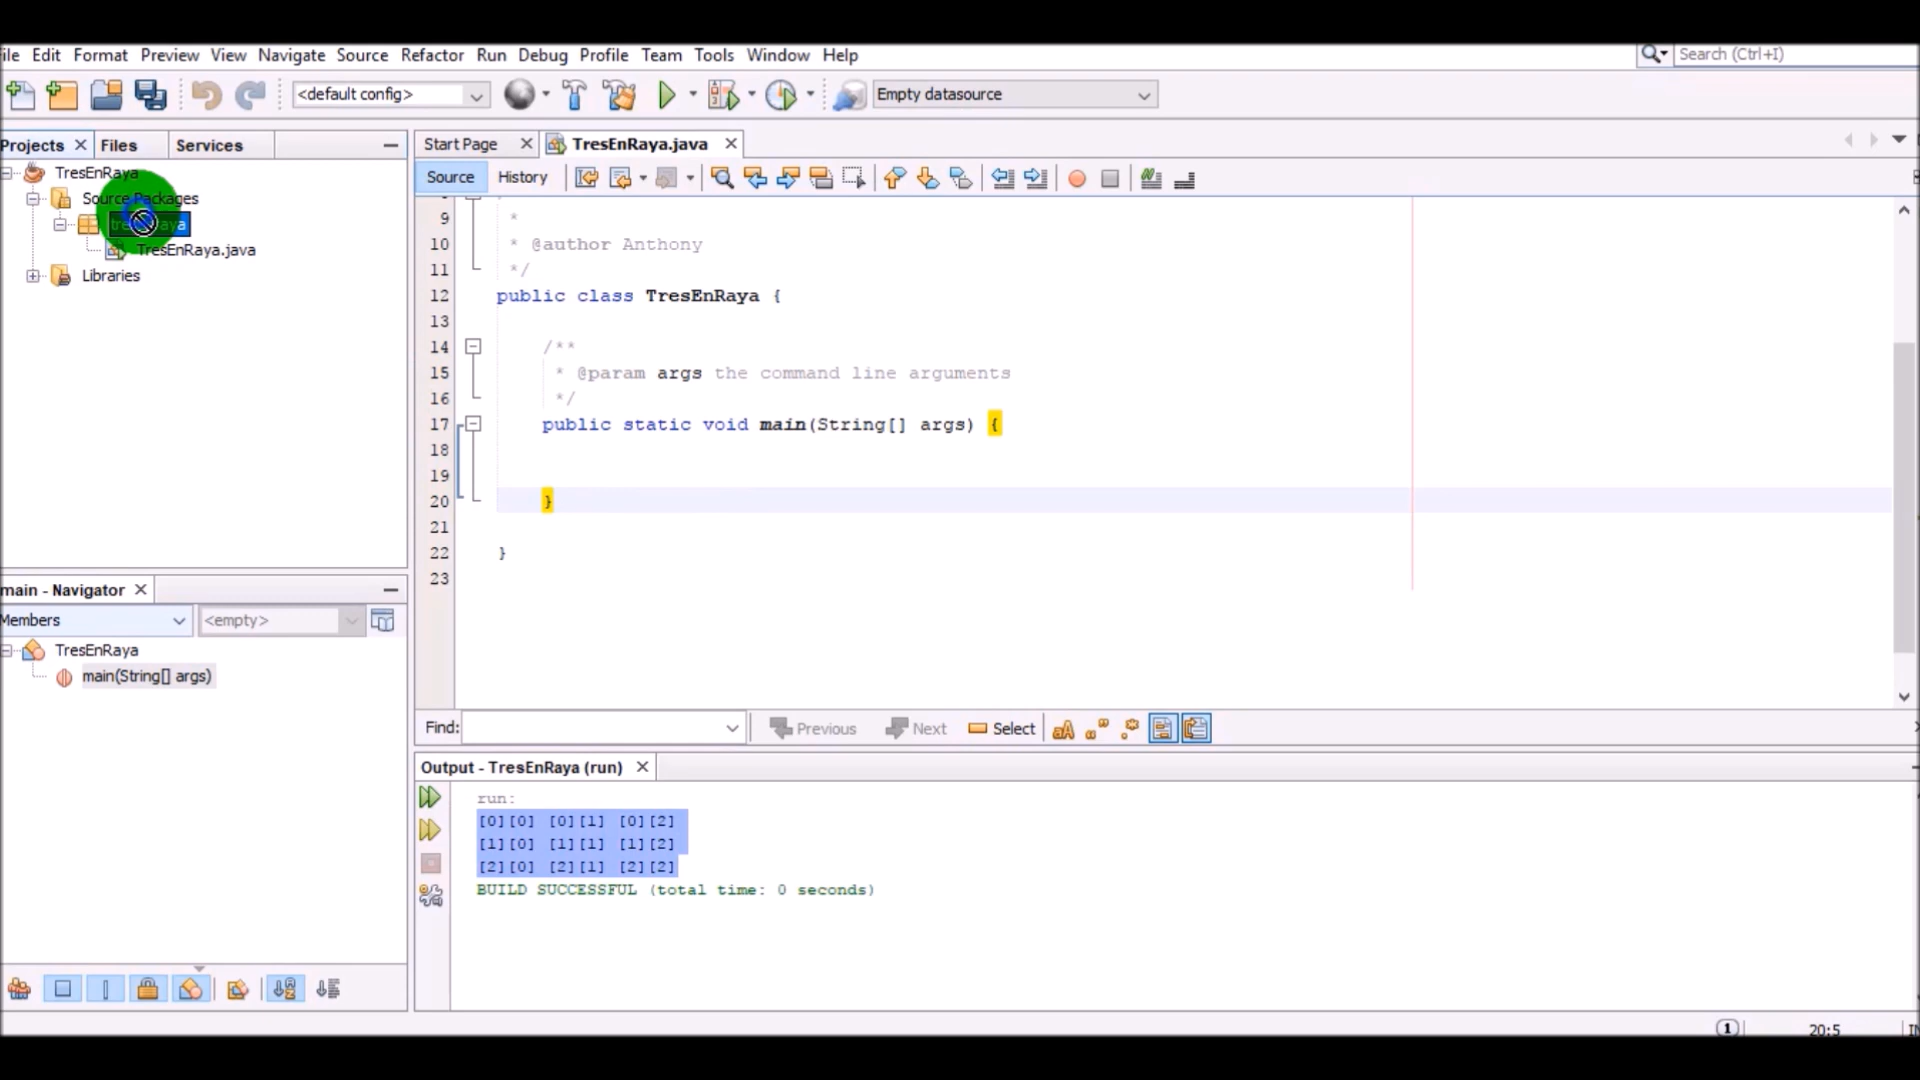 File Edit Format Preview View Navigate Source Refactor Run Debug Profile Team Tools Window Help
Search (Ctrl+I)
<default config>
Empty datasource
Projects Files Services
TresEnRaya
Source Packages
TresEnRaya.java
Libraries
Start Page TresEnRaya.java
Source History
9 *
10 * @author Anthony
11 */
12 public class TresEnRaya {
13
14 /**
15 * @param args the command line arguments
16 */
17 public static void main(String[] args) {
18
19
20 }
21
22 }
23
main - Navigator
Members <empty>
TresEnRaya
main(String[] args)
Find: Previous Next Select
Output - TresEnRaya (run)
run:
[0][0] [0][1] [0][2]
[1][0] [1][1] [1][2]
[2][0] [2][1] [2][2]
BUILD SUCCESSFUL (total time: 0 seconds)
1 20:5